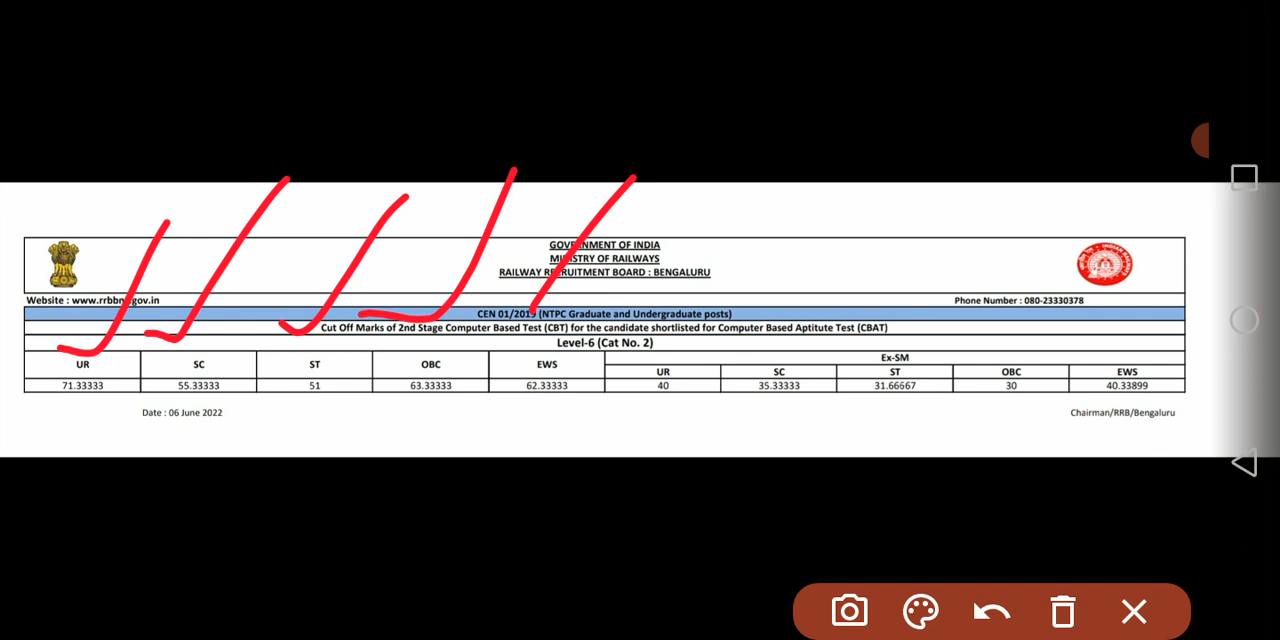 GOVERNMENT OF INDIA
MINISTRY OF RAILWAYS
RAILWAY RECRUITMENT BOARD : BENGALURU
Website : www.rrbbnc.gov.in Phone Number : 080-23330378
CEN 01/2019 (NTPC Graduate and Undergraduate posts)
Cut Off Marks of 2nd Stage Computer Based Test (CBT) for the candidate shortlisted for Computer Based Aptitute Test (CBAT)
Level-6 (Cat No. 2)
UR SC ST OBC EWS Ex-SM
UR SC ST OBC EWS
71.33333 55.33333 51 63.33333 62.33333 40 35.33333 31.66667 30 40.33899
Date : 06 June 2022 Chairman/RRB/Bengaluru